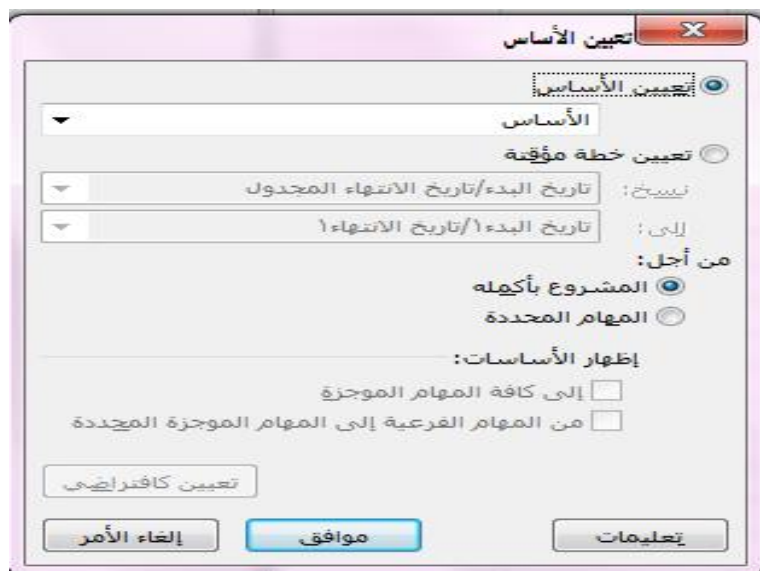 تعيين الأساس
تعيين الأساس
الأساس
تعيين خطة مؤقتة
نسخ: تاريخ البدء/تاريخ الانتهاء المجدول
إلى: تاريخ البدء١/تاريخ الانتهاء١
من أجل:
المشروع بأكمله
المهام المحددة
إظهار الأساسات:
إلى كافة المهام الموجزة
من المهام الفرعية إلى المهام الموجزة المحددة
تعيين كافتراضي
تعليمات موافق إلغاء الأمر